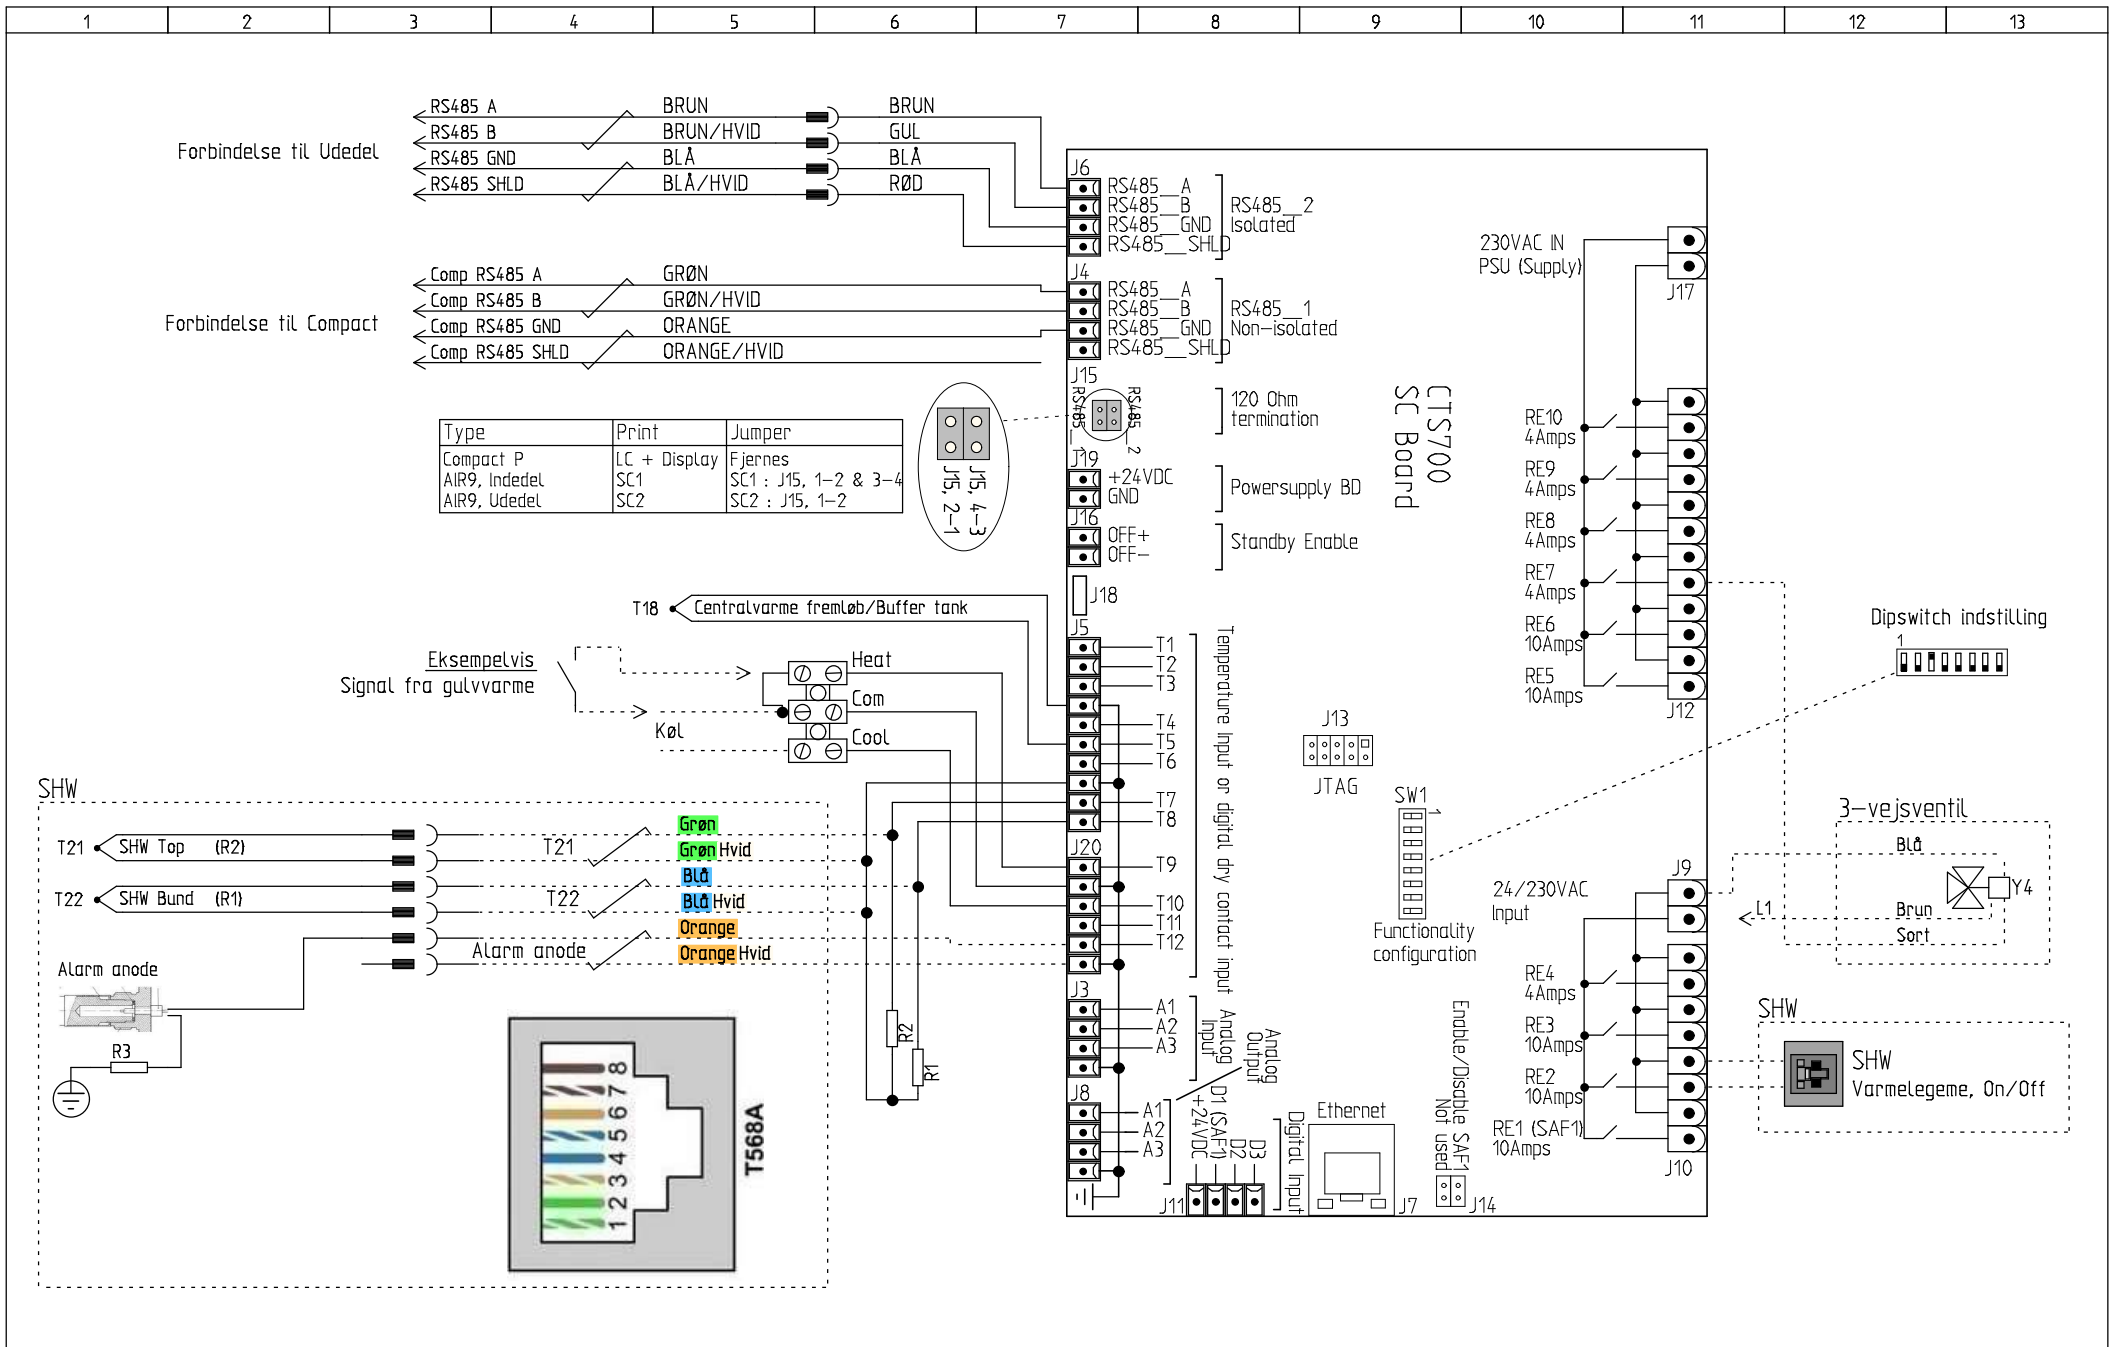 1 2 3 4 5 6 7 8 9 10 11 12 13
Forbindelse til Udedel
RS485 A BRUN BRUN
RS485 B BRUN/HVID GUL
RS485 GND BLÅ BLÅ
RS485 SHLD BLÅ/HVID RØD
J6
RS485__A
RS485__B
RS485__GND
RS485__SHLD
RS485__2
Isolated
Forbindelse til Compact
Comp RS485 A GRØN
Comp RS485 B GRØN/HVID
Comp RS485 GND ORANGE
Comp RS485 SHLD ORANGE/HVID
J4
RS485__A
RS485__B
RS485__GND
RS485__SHLD
RS485__1
Non-isolated
J15
RS485__1
RS485__2
120 Ohm
termination
Type Print Jumper
Compact P LC + Display Fjernes
AIR9, Indedel SC1 SC1 : J15, 1-2 & 3-4
AIR9, Udedel SC2 SC2 : J15, 1-2
J15, 4-3
J15, 2-1
J19
+24VDC
GND
Powersupply BD
J16
OFF+
OFF-
Standby Enable
J18
CTS700
SC Board
T18 Centralvarme fremløb/Buffer tank
Eksempelvis
Signal fra gulvvarme
Køl
Heat
Com
Cool
J5
T1
T2
T3
T4
T5
T6
T7
T8
J20
T9
T10
T11
T12
Temperature Input or digital dry contact input
SHW
T21 SHW Top (R2)
T22 SHW Bund (R1)
T21
T22
Alarm anode
Grøn
Grøn Hvid
Blå
Blå Hvid
Orange
Orange Hvid
Alarm anode
R3
R2
R1
8
7
6
5
4
3
2
1
T568A
J3
A1
A2
A3
Analog
Input
J8
A1
A2
A3
Analog
Output
J11
+24VDC
D1 (SAF1)
D2
D3
Digital Input
Ethernet
J7
Enable/Disable SAF1
Not used
J14
J13
JTAG
SW1
1
Functionality
configuration
230VAC IN
PSU (Supply)
J17
RE10
4Amps
RE9
4Amps
RE8
4Amps
RE7
4Amps
RE6
10Amps
RE5
10Amps
J12
J9
24/230VAC
Input
RE4
4Amps
RE3
10Amps
RE2
10Amps
RE1 (SAF1)
10Amps
J10
Dipswitch indstilling
1
3-vejsventil
Blå
Y4
L1
Brun
Sort
SHW
SHW
Varmelegeme, On/Off